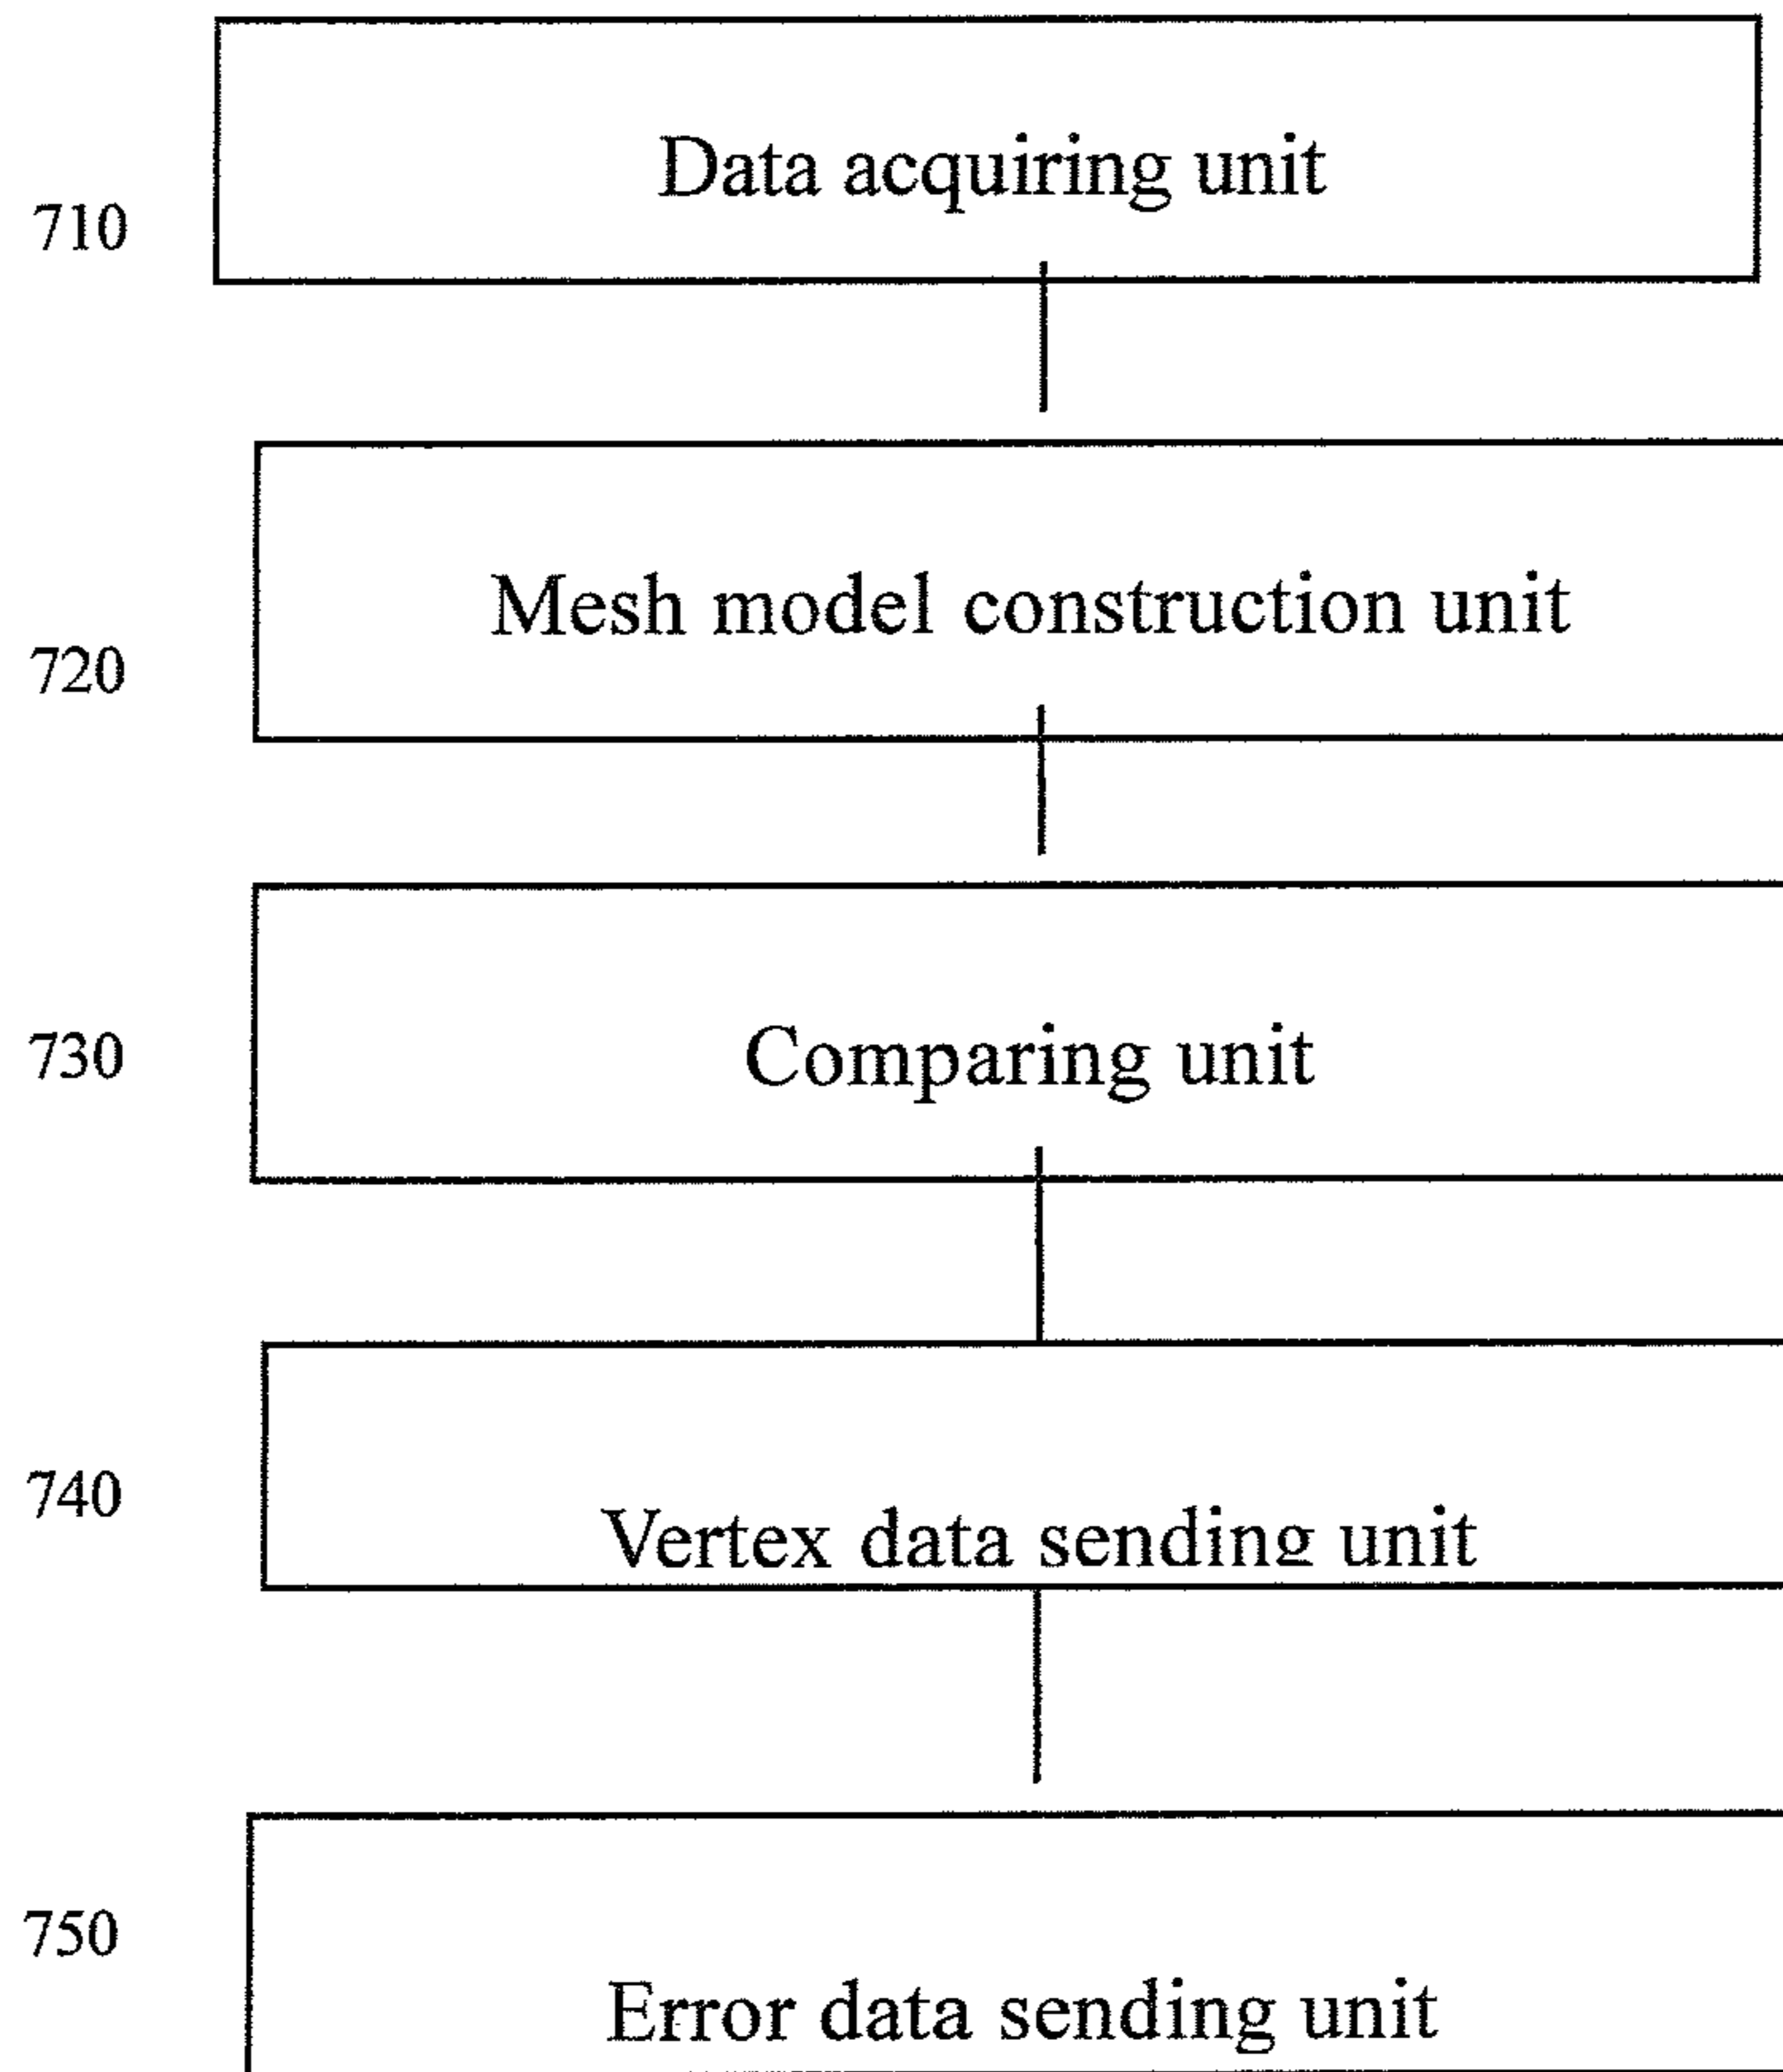 Data acquiring unit
710
Mesh model construction unit
720
Comparing unit
730
Vertex data sending unit
740
Error data sending unit
750